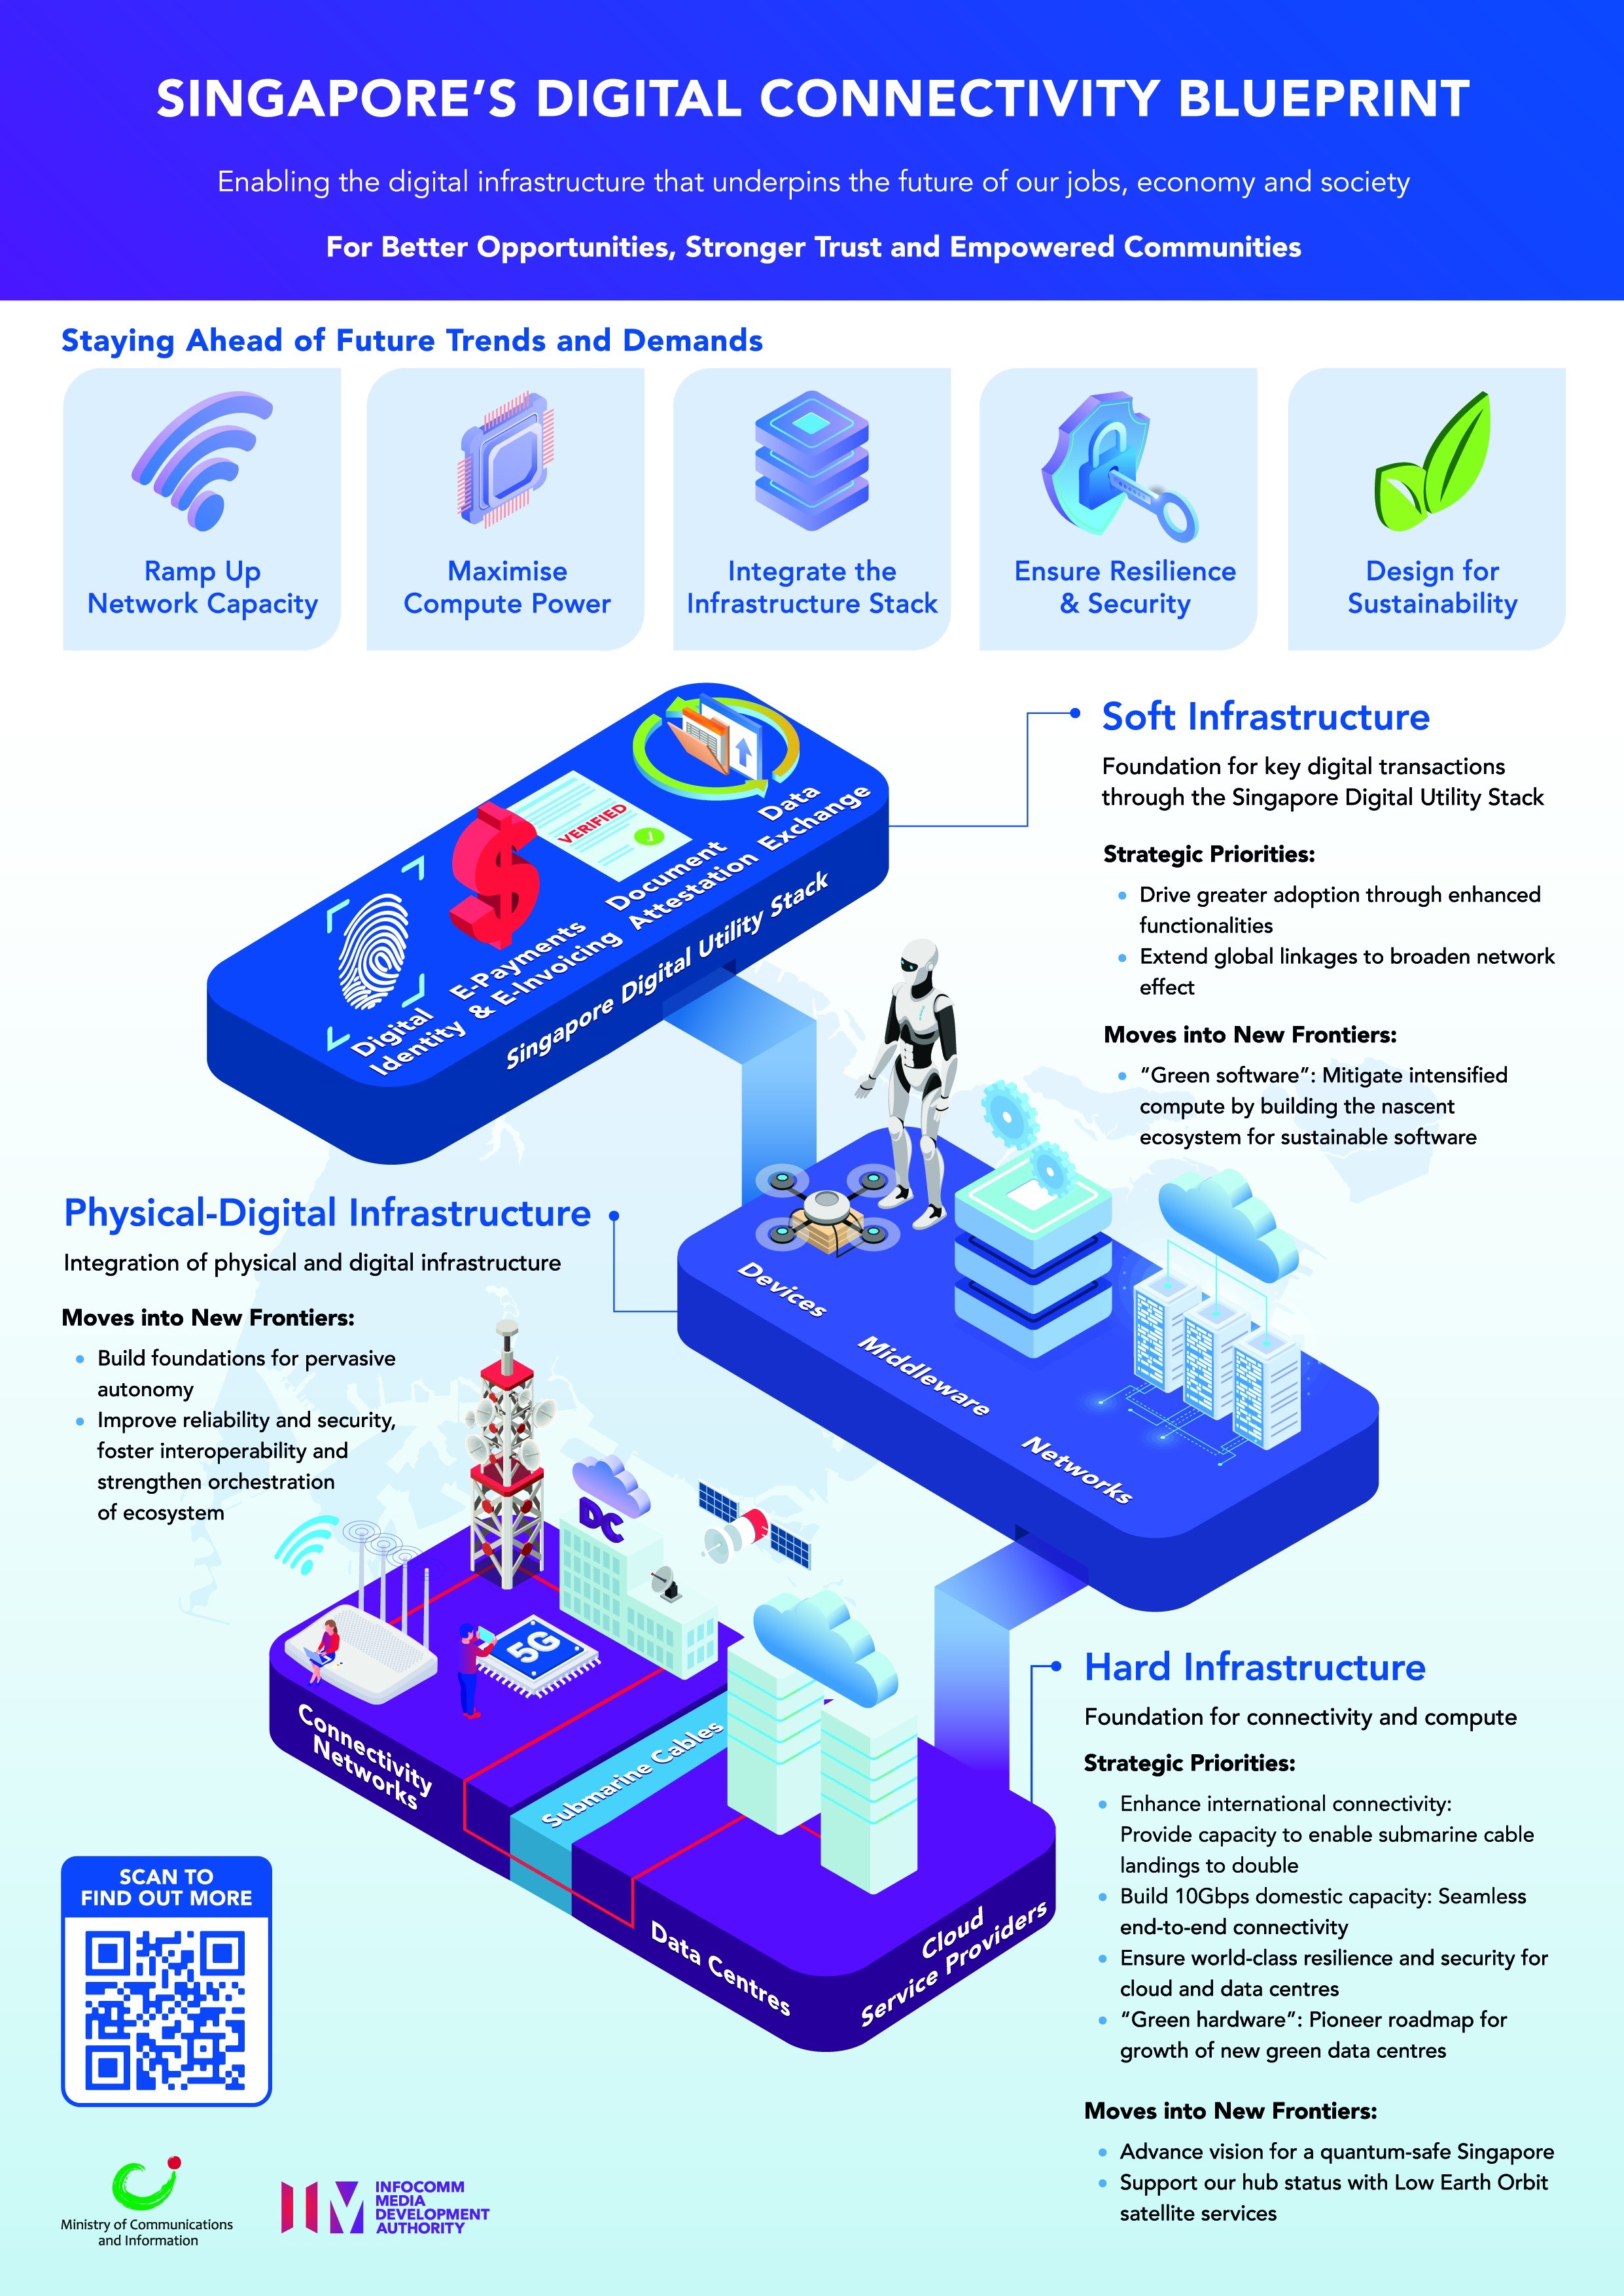 SINGAPORE’S DIGITAL CONNECTIVITY BLUEPRINT
Enabling the digital infrastructure that underpins the future of our jobs, economy and society
For Better Opportunities, Stronger Trust and Empowered Communities
Staying Ahead of Future Trends and Demands
Ramp Up
Network Capacity
Maximise
Compute Power
Integrate the
Infrastructure Stack
Ensure Resilience
& Security
Design for
Sustainability
VERIFIED
Digital
Identity
E-Payments
& E-Invoicing
Document
Attestation
Data
Exchange
Singapore Digital Utility Stack
Soft Infrastructure
Foundation for key digital transactions
through the Singapore Digital Utility Stack
Strategic Priorities:
• Drive greater adoption through enhanced
functionalities
• Extend global linkages to broaden network
effect
Moves into New Frontiers:
• “Green software”: Mitigate intensified
compute by building the nascent
ecosystem for sustainable software
Physical-Digital Infrastructure
Integration of physical and digital infrastructure
Moves into New Frontiers:
• Build foundations for pervasive
autonomy
• Improve reliability and security,
foster interoperability and
strengthen orchestration
of ecosystem
Devices
Middleware
Networks
DC
5G
Connectivity
Networks
Submarine Cables
Data Centres
Cloud
Service Providers
Hard Infrastructure
Foundation for connectivity and compute
Strategic Priorities:
• Enhance international connectivity:
Provide capacity to enable submarine cable
landings to double
• Build 10Gbps domestic capacity: Seamless
end-to-end connectivity
• Ensure world-class resilience and security for
cloud and data centres
• “Green hardware”: Pioneer roadmap for
growth of new green data centres
Moves into New Frontiers:
• Advance vision for a quantum-safe Singapore
• Support our hub status with Low Earth Orbit
satellite services
SCAN TO
FIND OUT MORE
Ministry of Communications
and Information
INFOCOMM
MEDIA
DEVELOPMENT
AUTHORITY